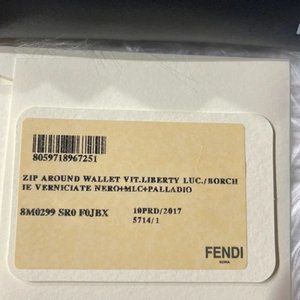 8059718967251
ZIP AROUND WALLET VIT.LIBERTY LUC./BORCH
IE VERNICIATE NERO+MLC+PALLADIO
8M0299 SR0 F0JBX
10PRD/2017
5714/1
FENDI
ROMA